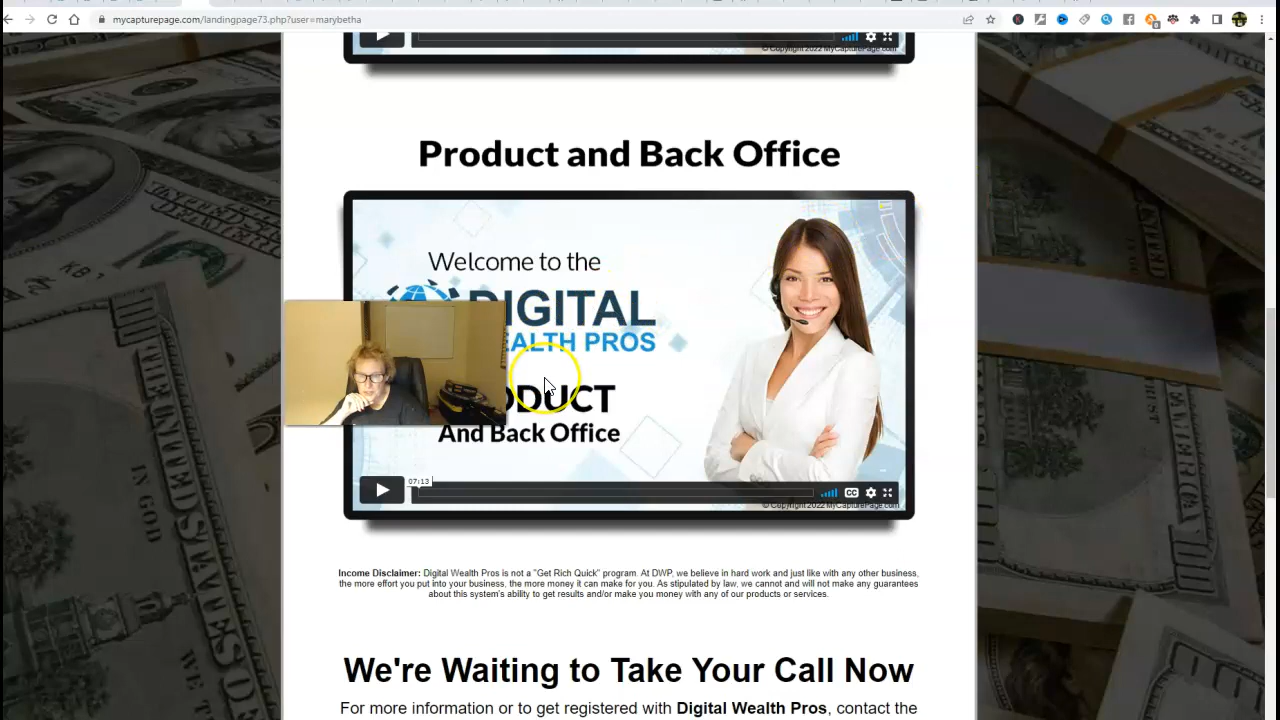 mycapturepage.com/landingpage73.php?user=marybetha
© Copyright 2022 MyCapturePage.com
Product and Back Office
Welcome to the
DIGITAL
EALTH PROS
ODUCT
And Back Office
07:13
CC
© Copyright 2022 MyCapturePage.com
Income Disclaimer: Digital Wealth Pros is not a "Get Rich Quick" program. At DWP, we believe in hard work and just like with any other business,
the more effort you put into your business, the more money it can make for you. As stipulated by law, we cannot and will not make any guarantees
about this system's ability to get results and/or make you money with any of our products or services.
We're Waiting to Take Your Call Now
For more information or to get registered with Digital Wealth Pros, contact the